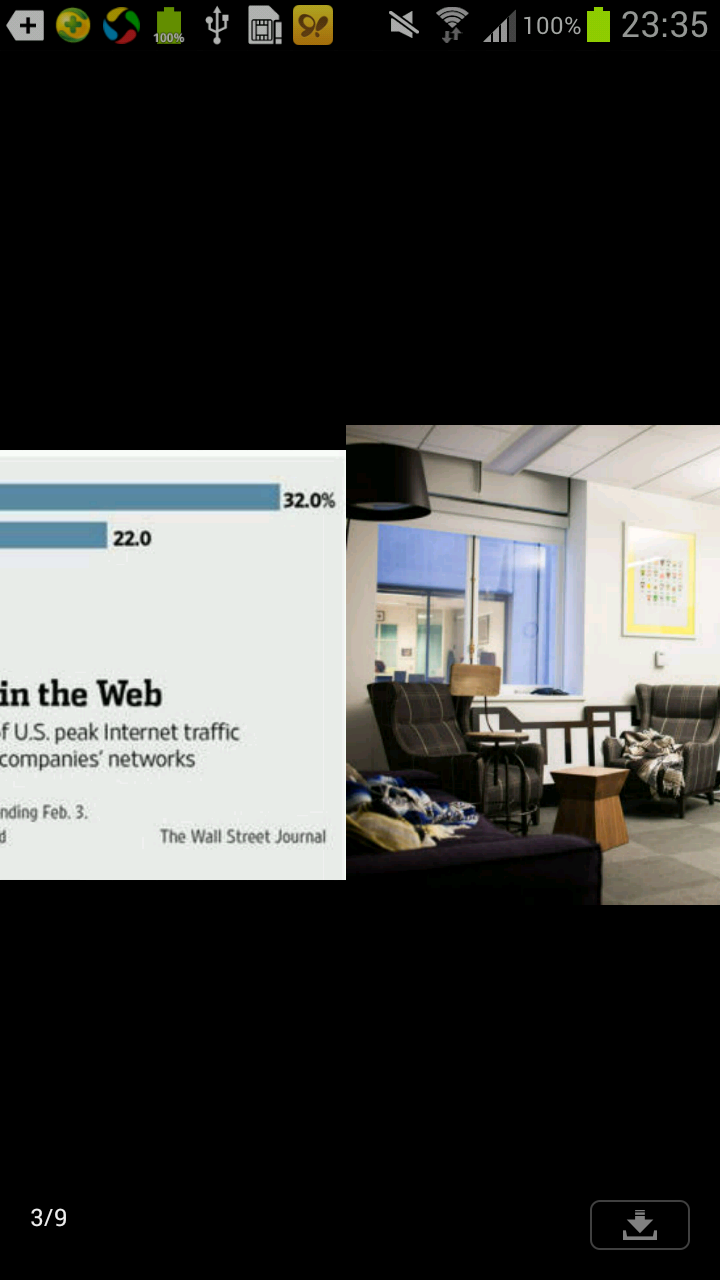 100%
100%
23:35
32.0%
22.0
in the Web
f U.S. peak Internet traffic
companies' networks
nding Feb. 3.
d
The Wall Street Journal
3/9